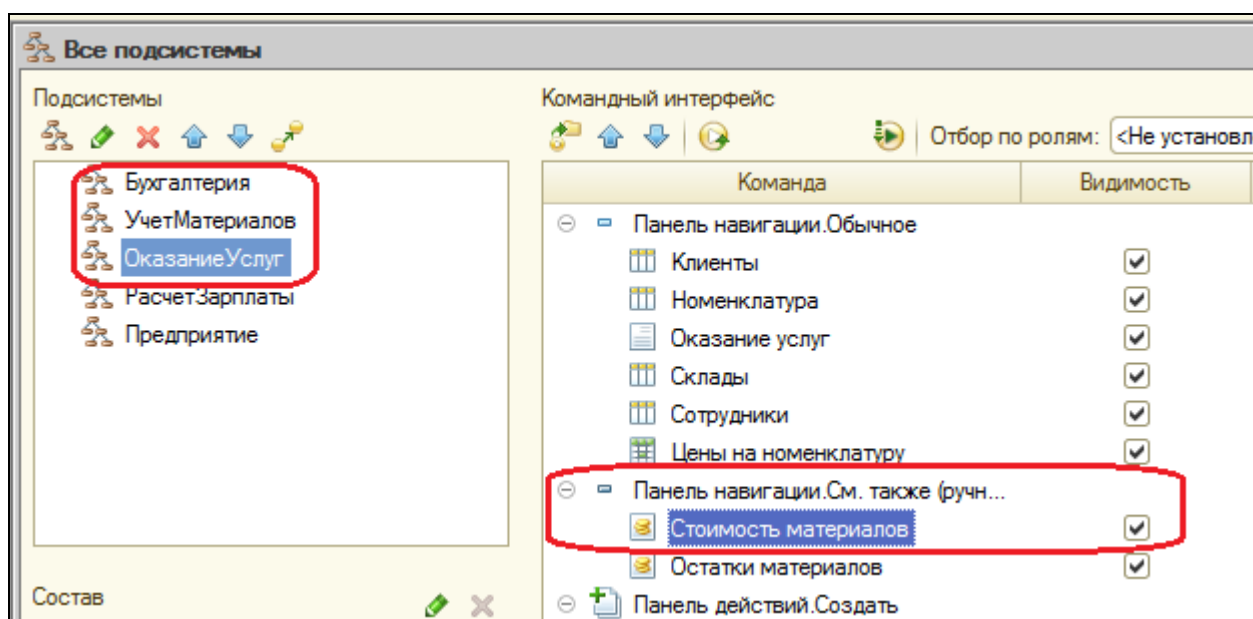 Все подсистемы
Подсистемы
Бухгалтерия
УчетМатериалов
ОказаниеУслуг
РасчетЗарплаты
Предприятие
Состав
Командный интерфейс
Отбор по ролям: <Не установл
Команда Видимость
Панель навигации.Обычное
Клиенты
Номенклатура
Оказание услуг
Склады
Сотрудники
Цены на номенклатуру
Панель навигации.См. также (ручн...
Стоимость материалов
Остатки материалов
Панель действий.Создать